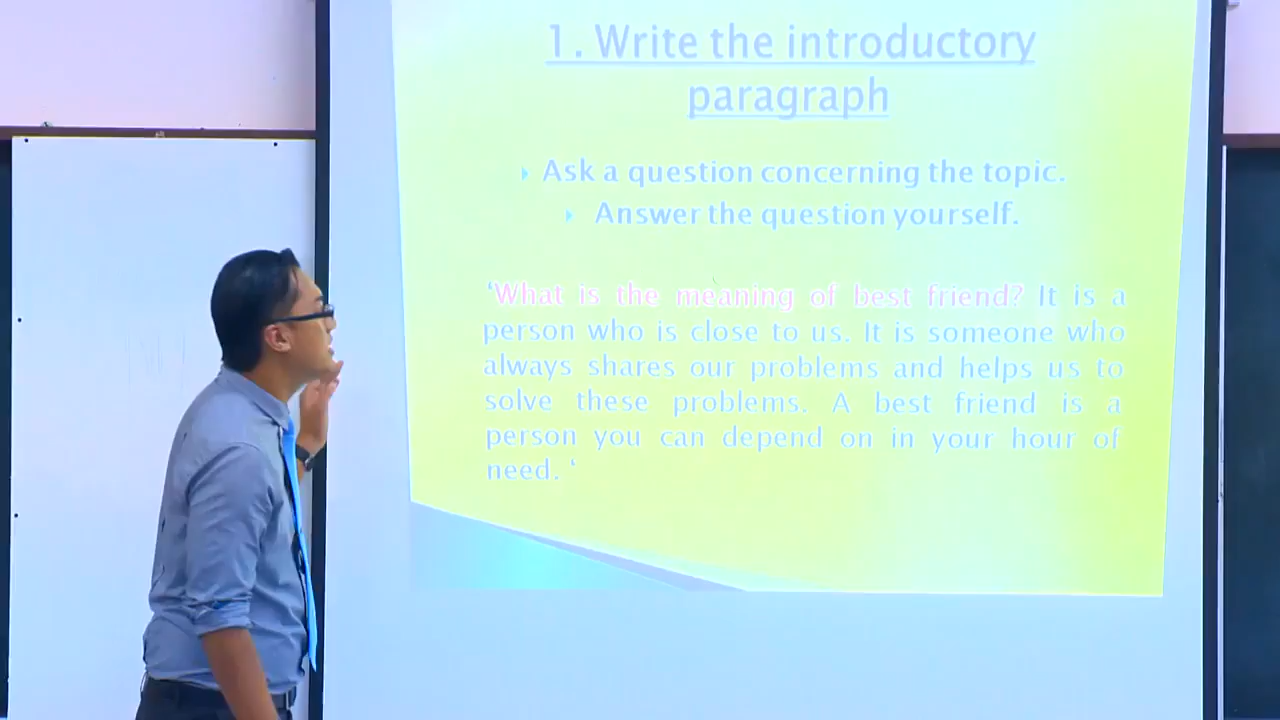 1. Write the introductory
paragraph
Ask a question concerning the topic.
Answer the question yourself.
‘What is the meaning of best friend? It is a
person who is close to us. It is someone who
always shares our problems and helps us to
solve these problems. A best friend is a
person you can depend on in your hour of
need. ‘